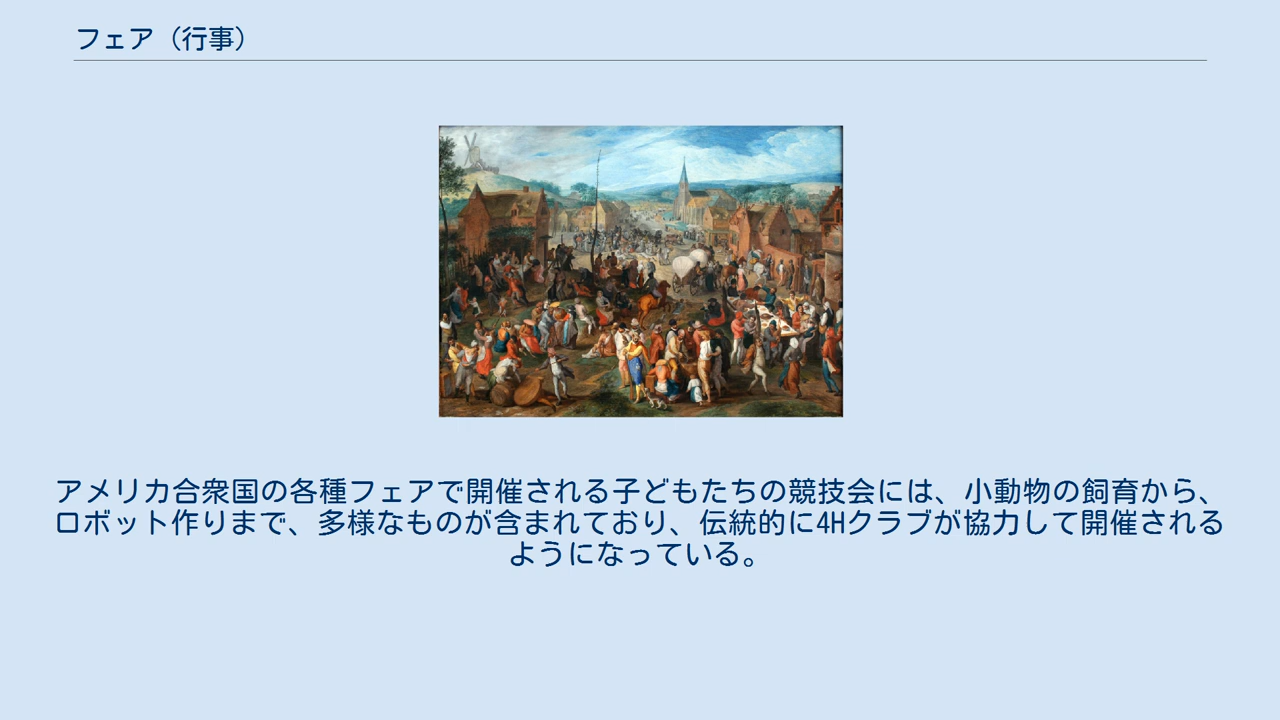 フェア（行事）
アメリカ合衆国の各種フェアで開催される子どもたちの競技会には、小動物の飼育から、
ロボット作りまで、多様なものが含まれており、伝統的に4Hクラブが協力して開催される
ようになっている。